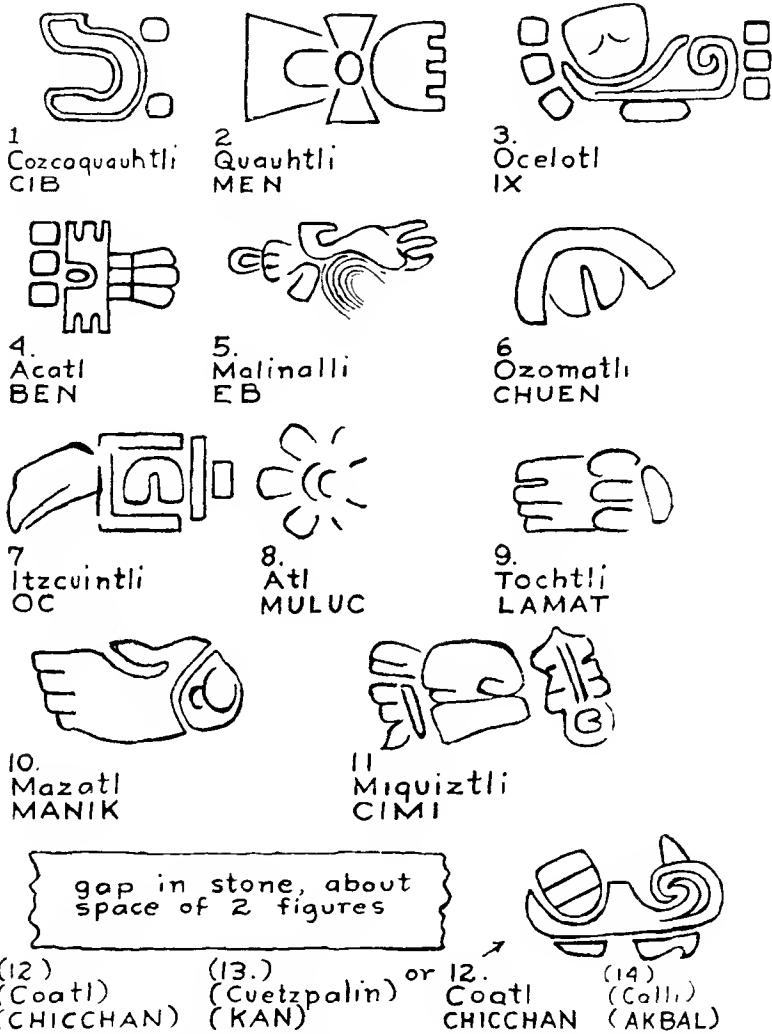 1
Cozcaquauhtli
CIB
2
Quauhtli
MEN
3.
Ocelotl
IX
4.
Acatl
BEN
5.
Malinalli
EB
6
Ozomatli
CHUEN
7
Itzcuintli
OC
8.
Atl
MULUC
9.
Tochtli
LAMAT
10.
Mazatl
MANIK
11
Miquiztli
CIMI
gap in stone, about
space of 2 figures
(12)
(Coatl)
(CHICCHAN)
(13.)
(Cuetzpalin)
(KAN)
or 12.
Coatl
CHICCHAN
(14)
(Calli)
(AKBAL)